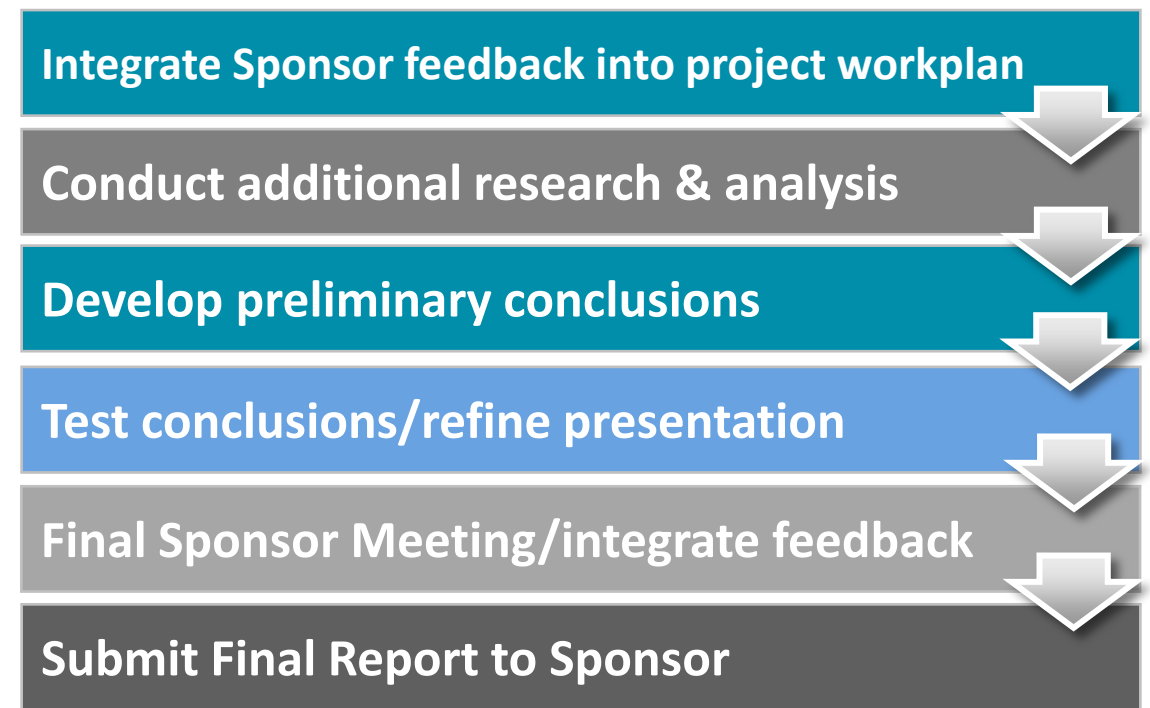 Integrate Sponsor feedback into project workplan
Conduct additional research & analysis
Develop preliminary conclusions
Test conclusions/refine presentation
Final Sponsor Meeting/integrate feedback
Submit Final Report to Sponsor